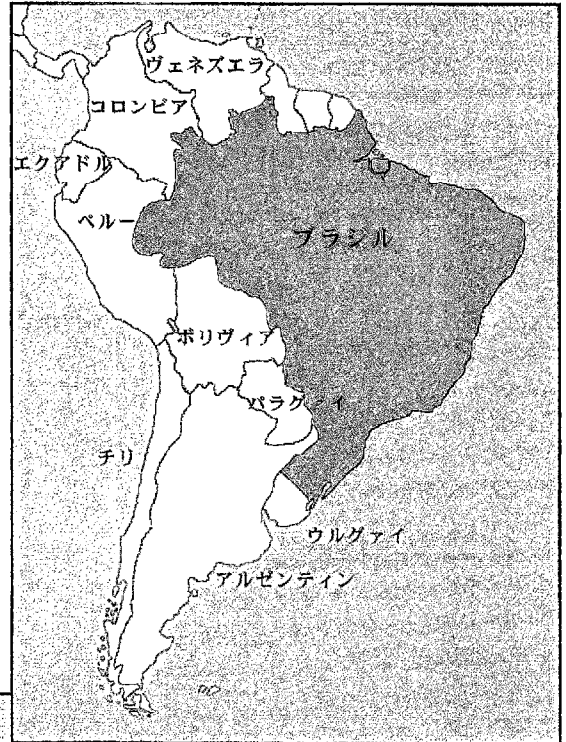 ヴェネズエラ
コロンビア
エクアドル
ペルー
ブラジル
ボリヴィア
パラグァイ
チリ
ウルグァイ
アルゼンティン